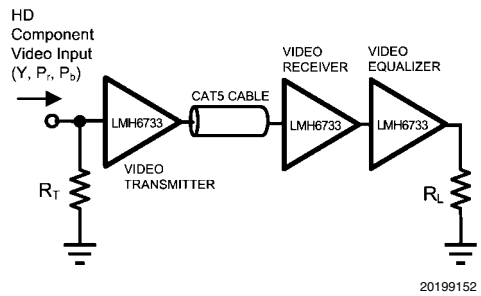 HD
Component
Video Input
(Y, Pr, Pb)
VIDEO
RECEIVER
VIDEO
EQUALIZER
CAT5 CABLE
LMH6733
LMH6733
LMH6733
VIDEO
TRANSMITTER
RT
RL
20199152